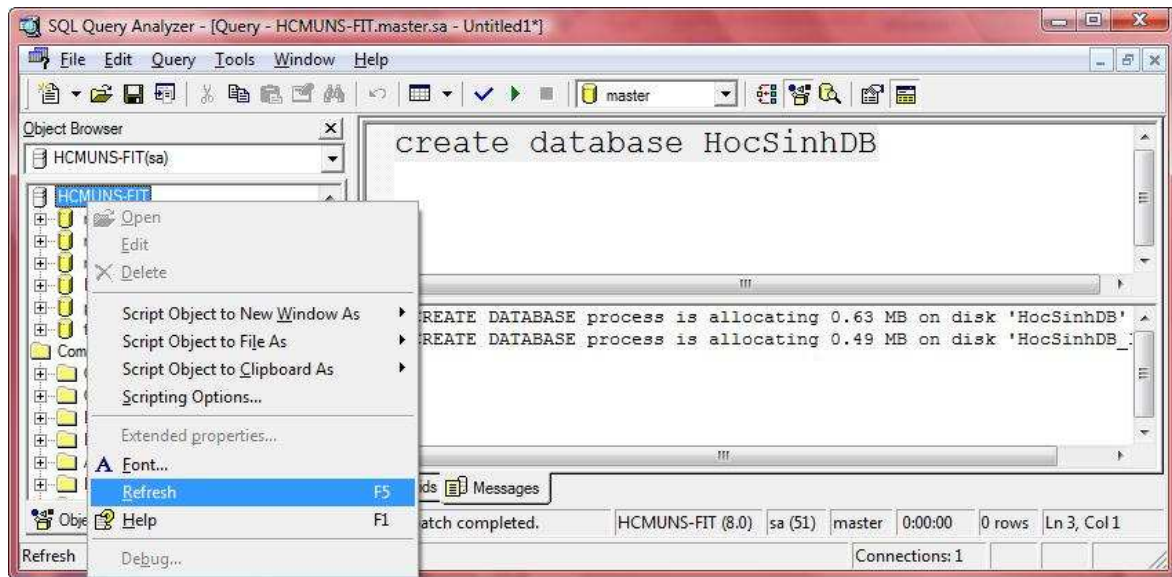 SQL Query Analyzer - [Query - HCMUNS-FIT.master.sa - Untitled1*]
File Edit Query Tools Window Help
master
Object Browser
HCMUNS-FIT(sa)
HCMUNS-FIT
create database HocSinhDB
Open
Edit
Delete
Script Object to New Window As
Script Object to File As
Script Object to Clipboard As
Scripting Options...
Extended properties...
Font...
Refresh F5
Help F1
Debug...
CREATE DATABASE process is allocating 0.63 MB on disk 'HocSinhDB'
CREATE DATABASE process is allocating 0.49 MB on disk 'HocSinhDB_
Com
ids Messages
Obje
atch completed. HCMUNS-FIT (8.0) sa (51) master 0:00:00 0 rows Ln 3, Col 1
Refresh Connections: 1